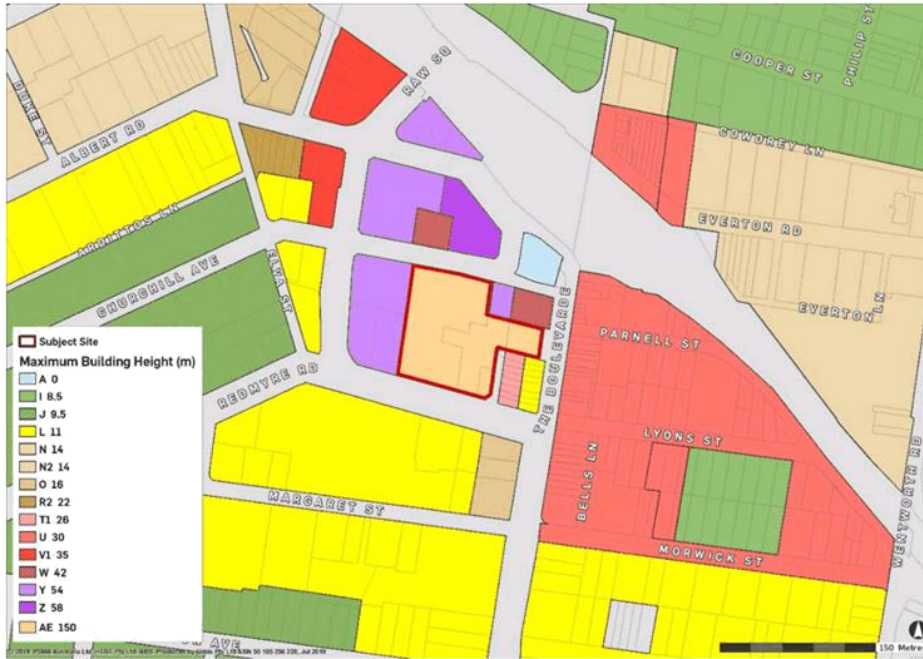 PHILIP ST
COOPER ST
RAW SQ
DUKE ST
ALBERT RD
COWDREY LN
EVERTON RD
ARDITTOS LN
ELVA ST
CHURCHILL AVE
EVERTON LN
THE BOULEVARDE
PARNELL ST
REDMYRE RD
LYONS ST
BELLS LN
WENTWORTH RD
MARGARET ST
MORWICK ST
AVE
Subject Site
Maximum Building Height (m)
A 0
I 8.5
J 9.5
L 11
N 14
N2 14
O 16
R2 22
T1 26
U 30
V1 35
W 42
Y 54
Z 58
AE 150
150 Metres